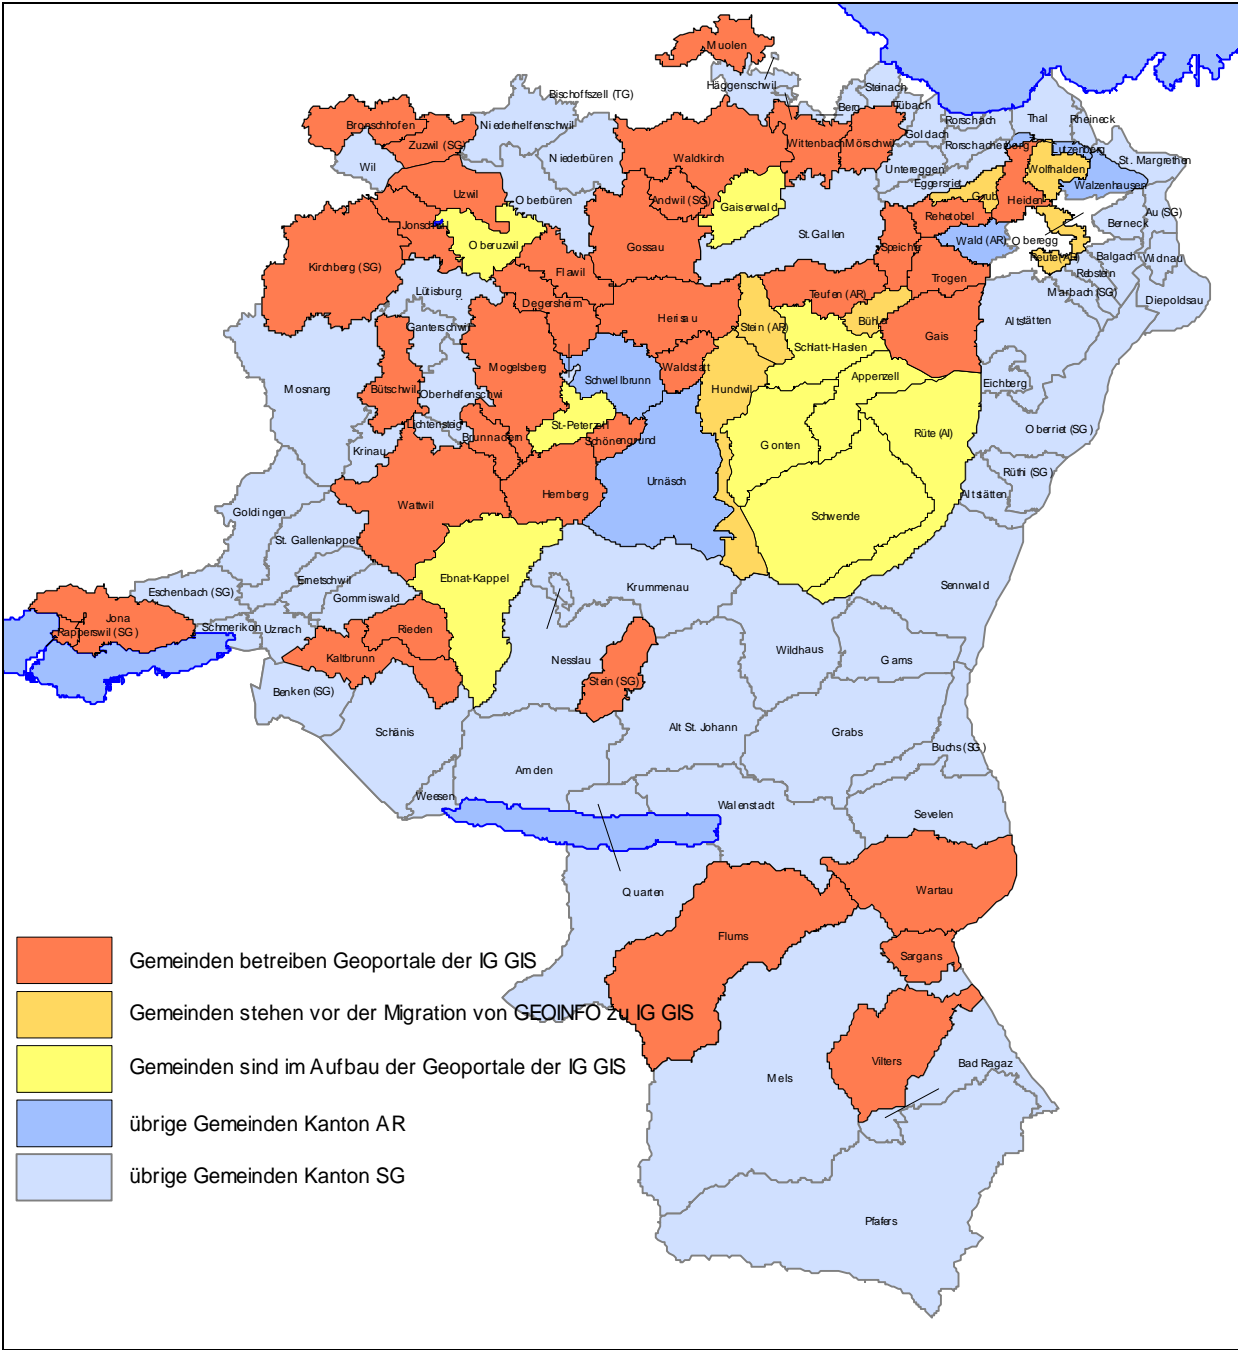 Muolen
Häggenschwil
Steinach
Bischoffszell (TG)
Berg
Tübach
Bronschhofen
Niederhelfenschwil
Goldach
Rorschach
Thal
Rheineck
Zuzwil (SG)
Wittenbach
Mörschwil
Rorschacherberg
Lutzenberg
Wil
Niederbüren
Waldkirch
Untereggen
Wolfhalden
St. Margrethen
Uzwil
Oberbüren
Andwil (SG)
Gaiserwald
Eggersriet
Grub
Heiden
Walzenhausen
Jonschwil
Rehetobel
Au (SG)
Berneck
St.Gallen
Oberuzwil
Gossau
Speicher
Wald (AR)
Oberegg
Kirchberg (SG)
Flawil
Reute (AR)
Balgach
Widnau
Rebstein
Trogen
Lütisburg
Degersheim
Teufen (AR)
Marbach (SG)
Diepoldsau
Ganterschwil
Herisau
Stein (AR)
Bühler
Altstätten
Gais
Schlatt-Haslen
Mogelsberg
Waldstatt
Appenzell
Mosnang
Bütschwil
Schwellbrunn
Hundwil
Eichberg
Oberhelfenschwi
Lichtensteig
St.-Peterzell
Oberriet (SG)
Rüte (AI)
Krinau
Brunnadern
Schönengrund
Gonten
Rüthi (SG)
Urnäsch
Hemberg
Altstätten
Wattwil
Goldingen
Schwende
St. Gallenkappel
Ernetschwil
Ebnat-Kappel
Krummenau
Sennwald
Eschenbach (SG)
Gommiswald
Jona
Rapperswil (SG)
Schmerikon
Uznach
Rieden
Kaltbrunn
Nesslau
Wildhaus
Gams
Stein (SG)
Benken (SG)
Schänis
Alt St. Johann
Grabs
Buchs (SG)
Amden
Weesen
Walenstadt
Sevelen
Quarten
Wartau
Flums
Sargans
Vilters
Bad Ragaz
Mels
Pfäfers
Gemeinden betreiben Geoportale der IG GIS
Gemeinden stehen vor der Migration von GEOINFO zu IG GIS
Gemeinden sind im Aufbau der Geoportale der IG GIS
übrige Gemeinden Kanton AR
übrige Gemeinden Kanton SG